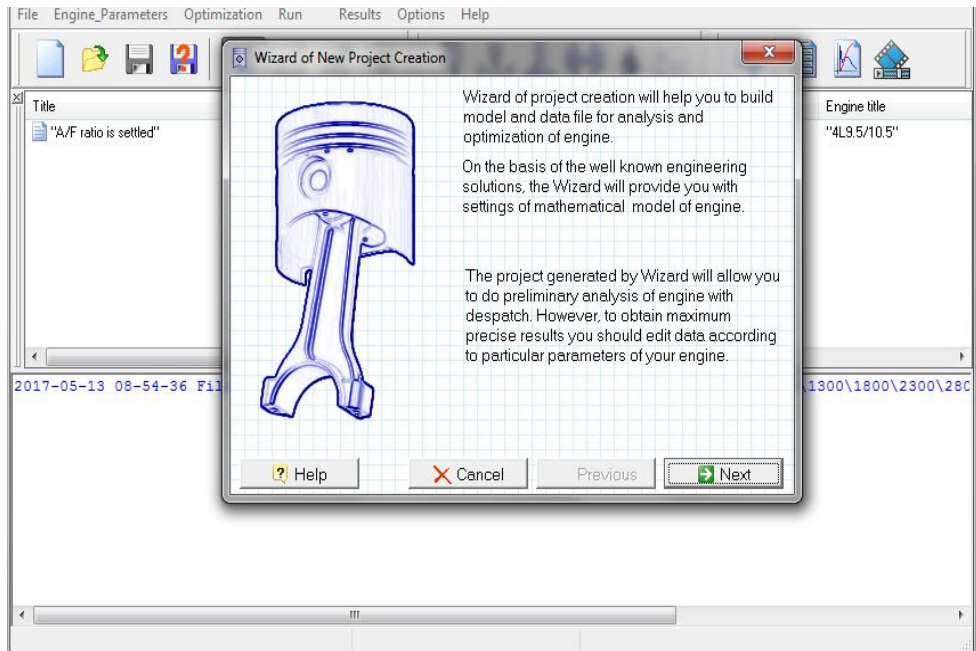 File Engine_Parameters Optimization Run Results Options Help
Wizard of New Project Creation
Title
Engine title
"A/F ratio is settled"
"4L9.5/10.5"
Wizard of project creation will help you to build
model and data file for analysis and
optimization of engine.
On the basis of the well known engineering
solutions, the Wizard will provide you with
settings of mathematical model of engine.
The project generated by Wizard will allow you
to do preliminary analysis of engine with
despatch. However, to obtain maximum
precise results you should edit data according
to particular parameters of your engine.
2017-05-13 08-54-36 Fil
.1300\1800\2300\280
Help Cancel Previous Next